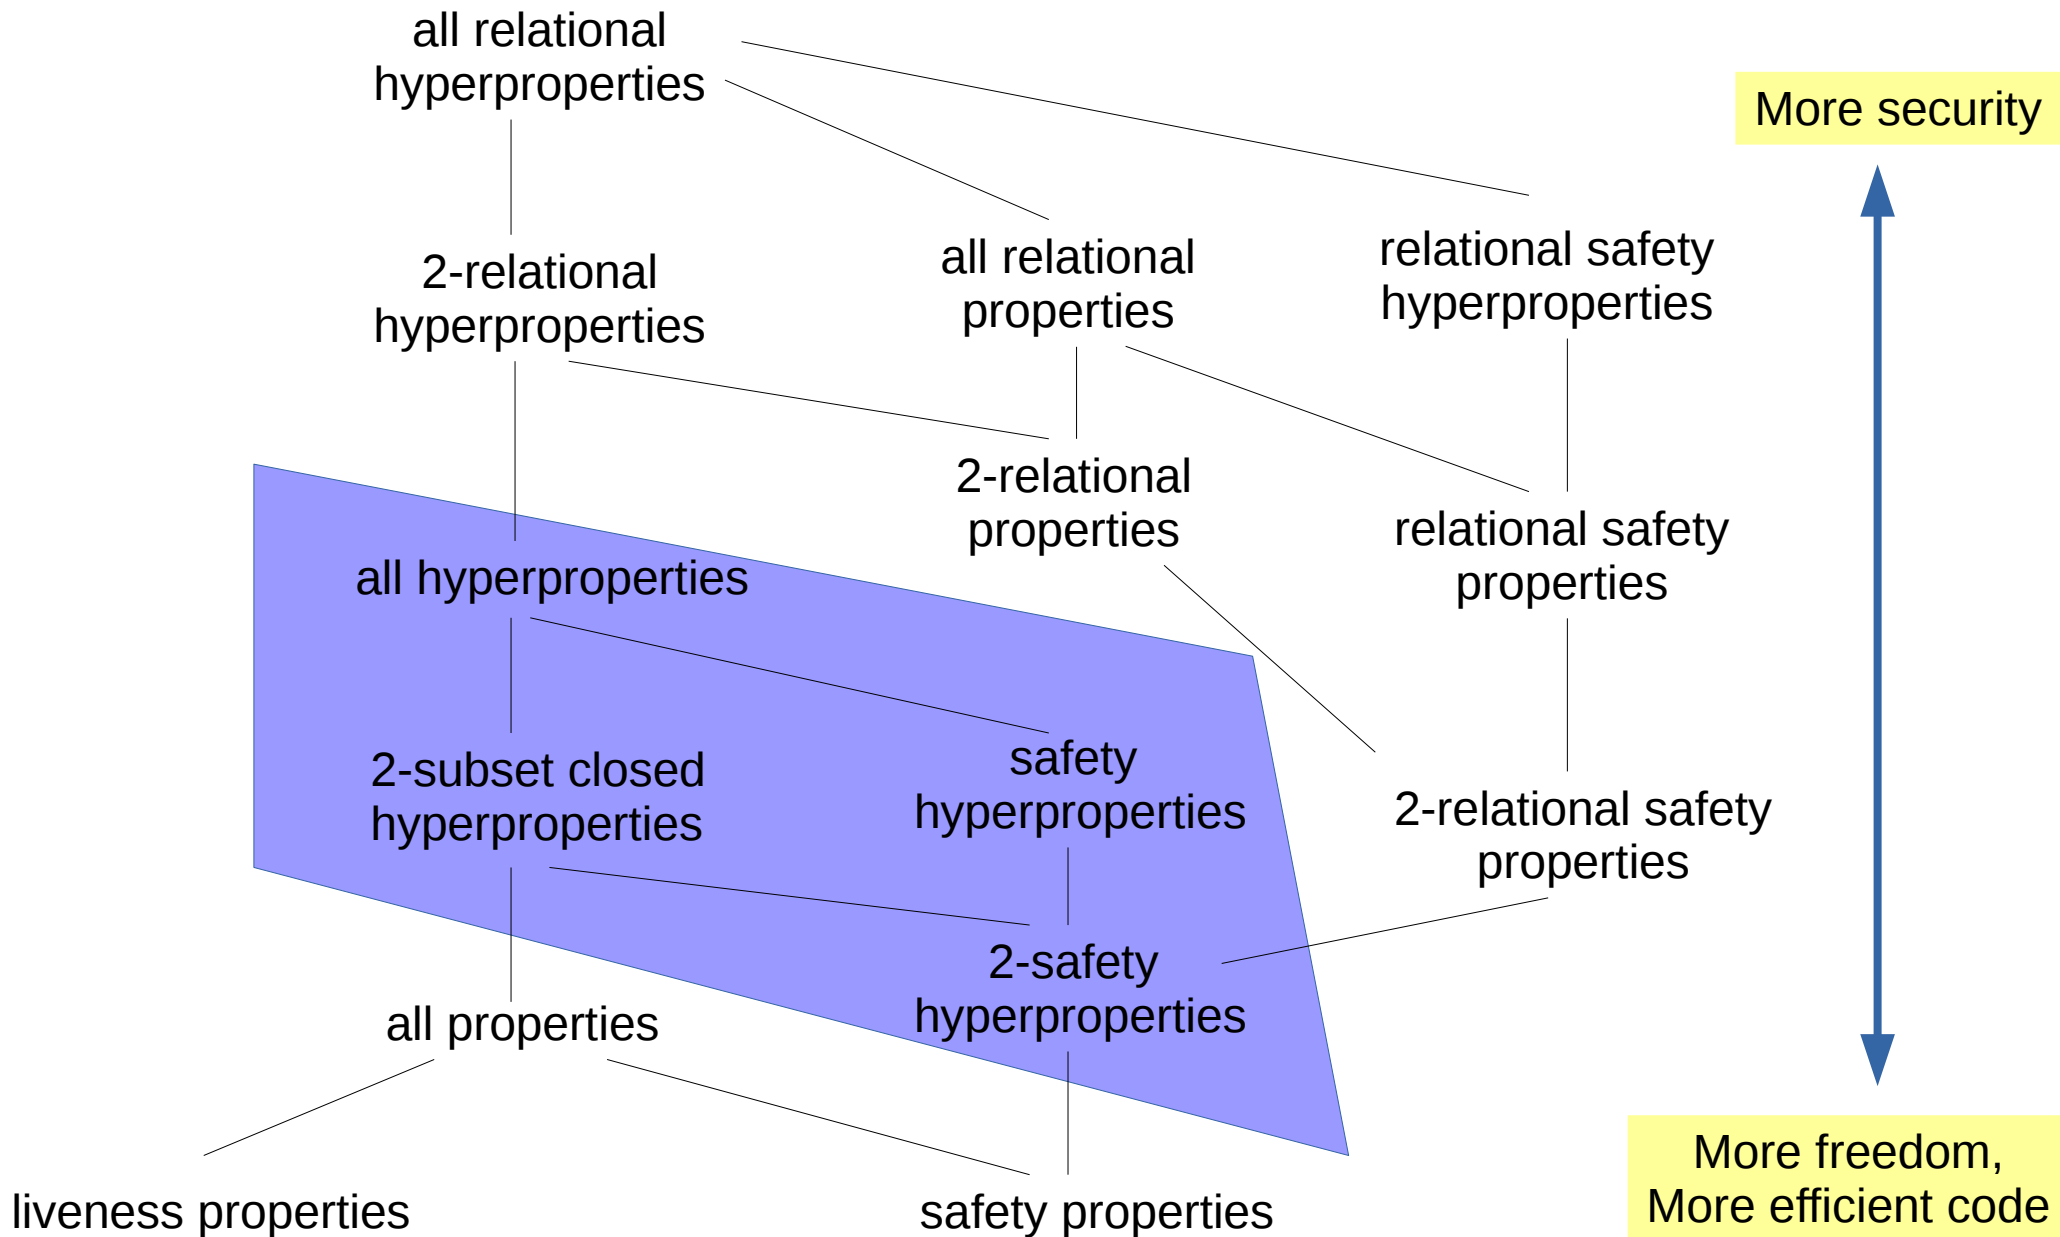 all relational
hyperproperties
More security
2-relational
hyperproperties
all relational
properties
relational safety
hyperproperties
2-relational
properties
relational safety
properties
all hyperproperties
2-subset closed
hyperproperties
safety
hyperproperties
2-relational safety
properties
2-safety
hyperproperties
all properties
More freedom,
More efficient code
liveness properties
safety properties